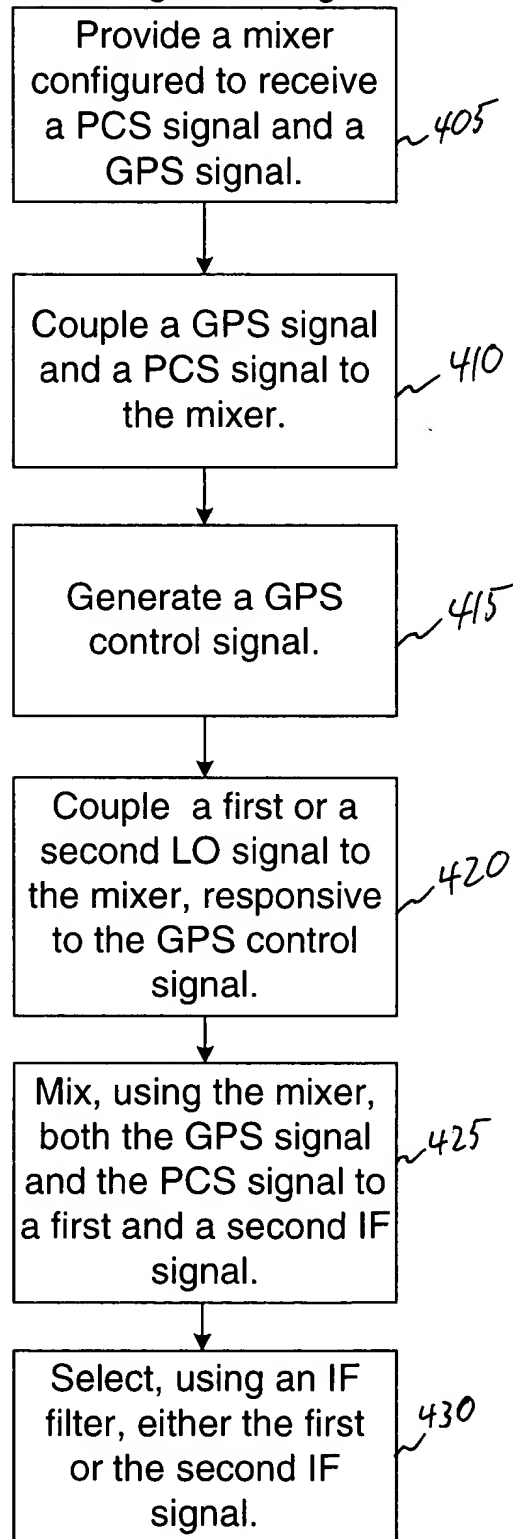 Provide a mixer
configured to receive
a PCS signal and a
GPS signal.
405
Couple a GPS signal
and a PCS signal to
the mixer.
410
Generate a GPS
control signal.
415
Couple a first or a
second LO signal to
the mixer, responsive
to the GPS control
signal.
420
Mix, using the mixer,
both the GPS signal
and the PCS signal to
a first and a second IF
signal.
425
Select, using an IF
filter, either the first
or the second IF
signal.
430